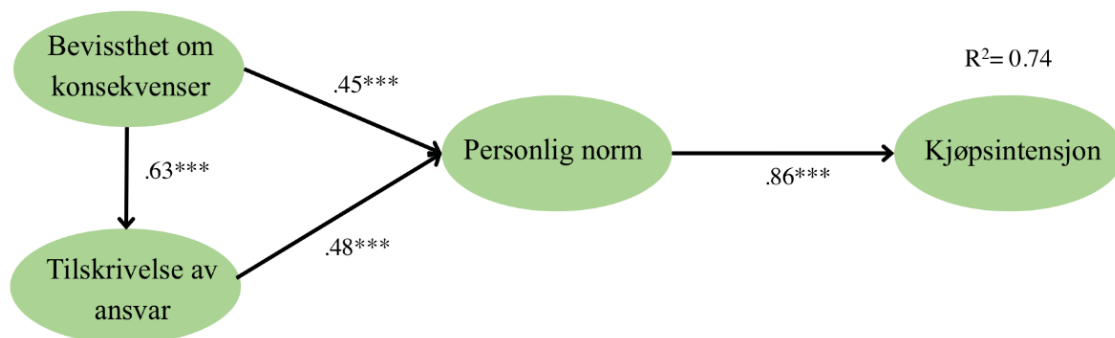 Bevissthet om
konsekvenser
R²= 0.74
.45***
Personlig norm
Kjøpsintensjon
.63***
.86***
.48***
Tilskrivelse av
ansvar